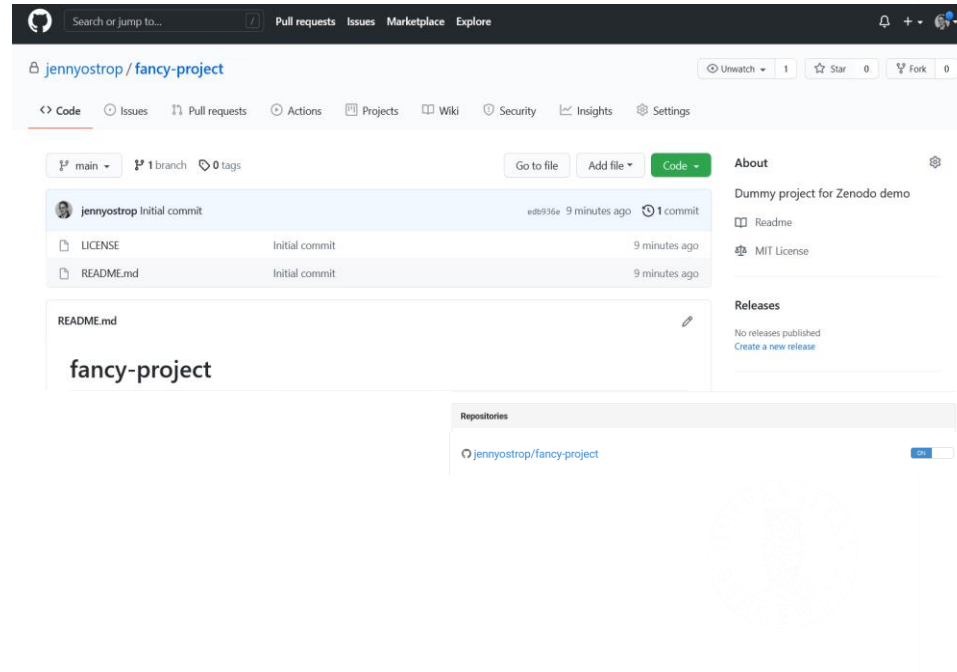 Search or jump to... / Pull requests Issues Marketplace Explore
jennyostrop / fancy-project Unwatch 1 Star 0 Fork 0
Code Issues Pull requests Actions Projects Wiki Security Insights Settings
main 1 branch 0 tags Go to file Add file Code
About
Dummy project for Zenodo demo
Readme
MIT License
jennyostrop Initial commit edb936e 9 minutes ago 1 commit
LICENSE Initial commit 9 minutes ago
README.md Initial commit 9 minutes ago
Releases
No releases published
Create a new release
README.md
fancy-project
Repositories
jennyostrop/fancy-project ON